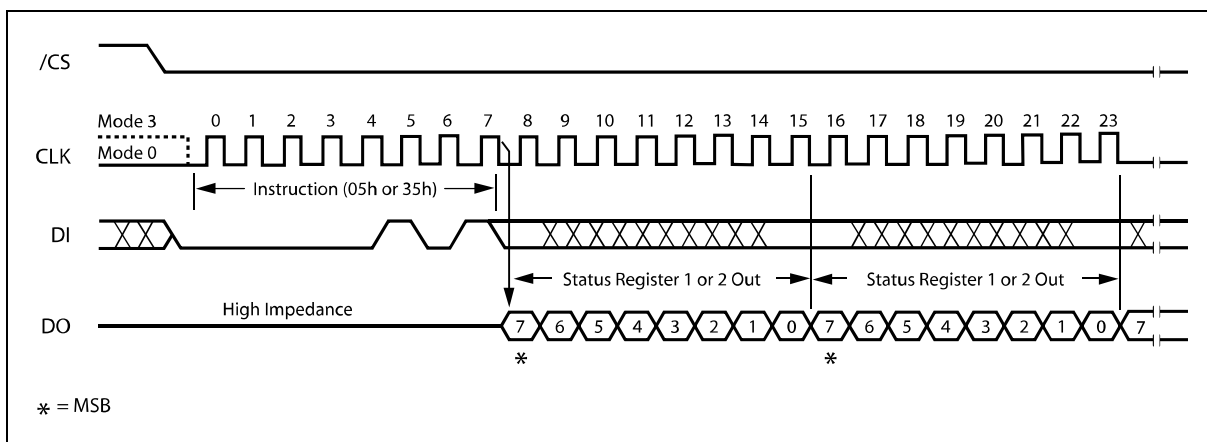 /CS
Mode 3
0 1 2 3 4 5 6 7 8 9 10 11 12 13 14 15 16 17 18 19 20 21 22 23
CLK
Mode 0
Instruction (05h or 35h)
DI
Status Register 1 or 2 Out
Status Register 1 or 2 Out
High Impedance
DO
7 6 5 4 3 2 1 0 7 6 5 4 3 2 1 0 7
* *
* = MSB